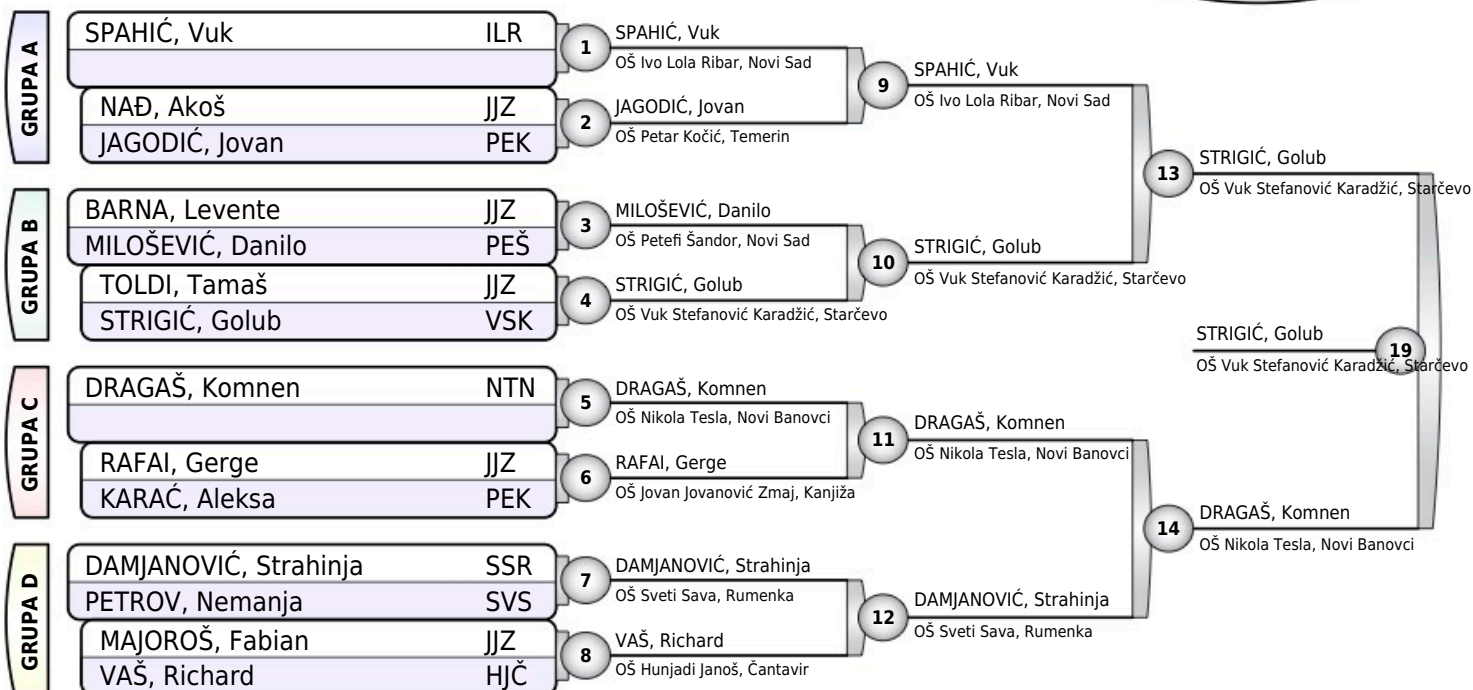 GRUPA A
SPAHIĆ, Vuk ILR
NAĐ, Akoš JJZ
JAGODIĆ, Jovan PEK
1
SPAHIĆ, Vuk
OŠ Ivo Lola Ribar, Novi Sad
2
JAGODIĆ, Jovan
OŠ Petar Kočić, Temerin
9
SPAHIĆ, Vuk
OŠ Ivo Lola Ribar, Novi Sad
GRUPA B
BARNA, Levente JJZ
MILOŠEVIĆ, Danilo PEŠ
TOLDI, Tamaš JJZ
STRIGIĆ, Golub VSK
3
MILOŠEVIĆ, Danilo
OŠ Petefi Šandor, Novi Sad
4
STRIGIĆ, Golub
OŠ Vuk Stefanović Karadžić, Starčevo
10
STRIGIĆ, Golub
OŠ Vuk Stefanović Karadžić, Starčevo
13
STRIGIĆ, Golub
OŠ Vuk Stefanović Karadžić, Starčevo
GRUPA C
DRAGAŠ, Komnen NTN
RAFAI, Gerge JJZ
KARAĆ, Aleksa PEK
5
DRAGAŠ, Komnen
OŠ Nikola Tesla, Novi Banovci
6
RAFAI, Gerge
OŠ Jovan Jovanović Zmaj, Kanjiža
11
DRAGAŠ, Komnen
OŠ Nikola Tesla, Novi Banovci
GRUPA D
DAMJANOVIĆ, Strahinja SSR
PETROV, Nemanja SVS
MAJOROŠ, Fabian JJZ
VAŠ, Richard HJČ
7
DAMJANOVIĆ, Strahinja
OŠ Sveti Sava, Rumenka
8
VAŠ, Richard
OŠ Hunjadi Janoš, Čantavir
12
DAMJANOVIĆ, Strahinja
OŠ Sveti Sava, Rumenka
14
DRAGAŠ, Komnen
OŠ Nikola Tesla, Novi Banovci
19
STRIGIĆ, Golub
OŠ Vuk Stefanović Karadžić, Starčevo